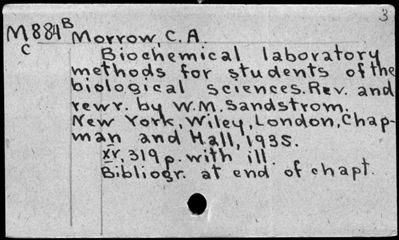 3
M884B Morrow, C.A
C
Biochemical laboratory
methods for students of the
biological sciences. Rev. and
rewr. by W.M. Sandstrom.
New York, Wiley, London, Chap-
man and Hall, 1935.
xv, 319 p. with ill.
Bibliogr. at end of chapt.